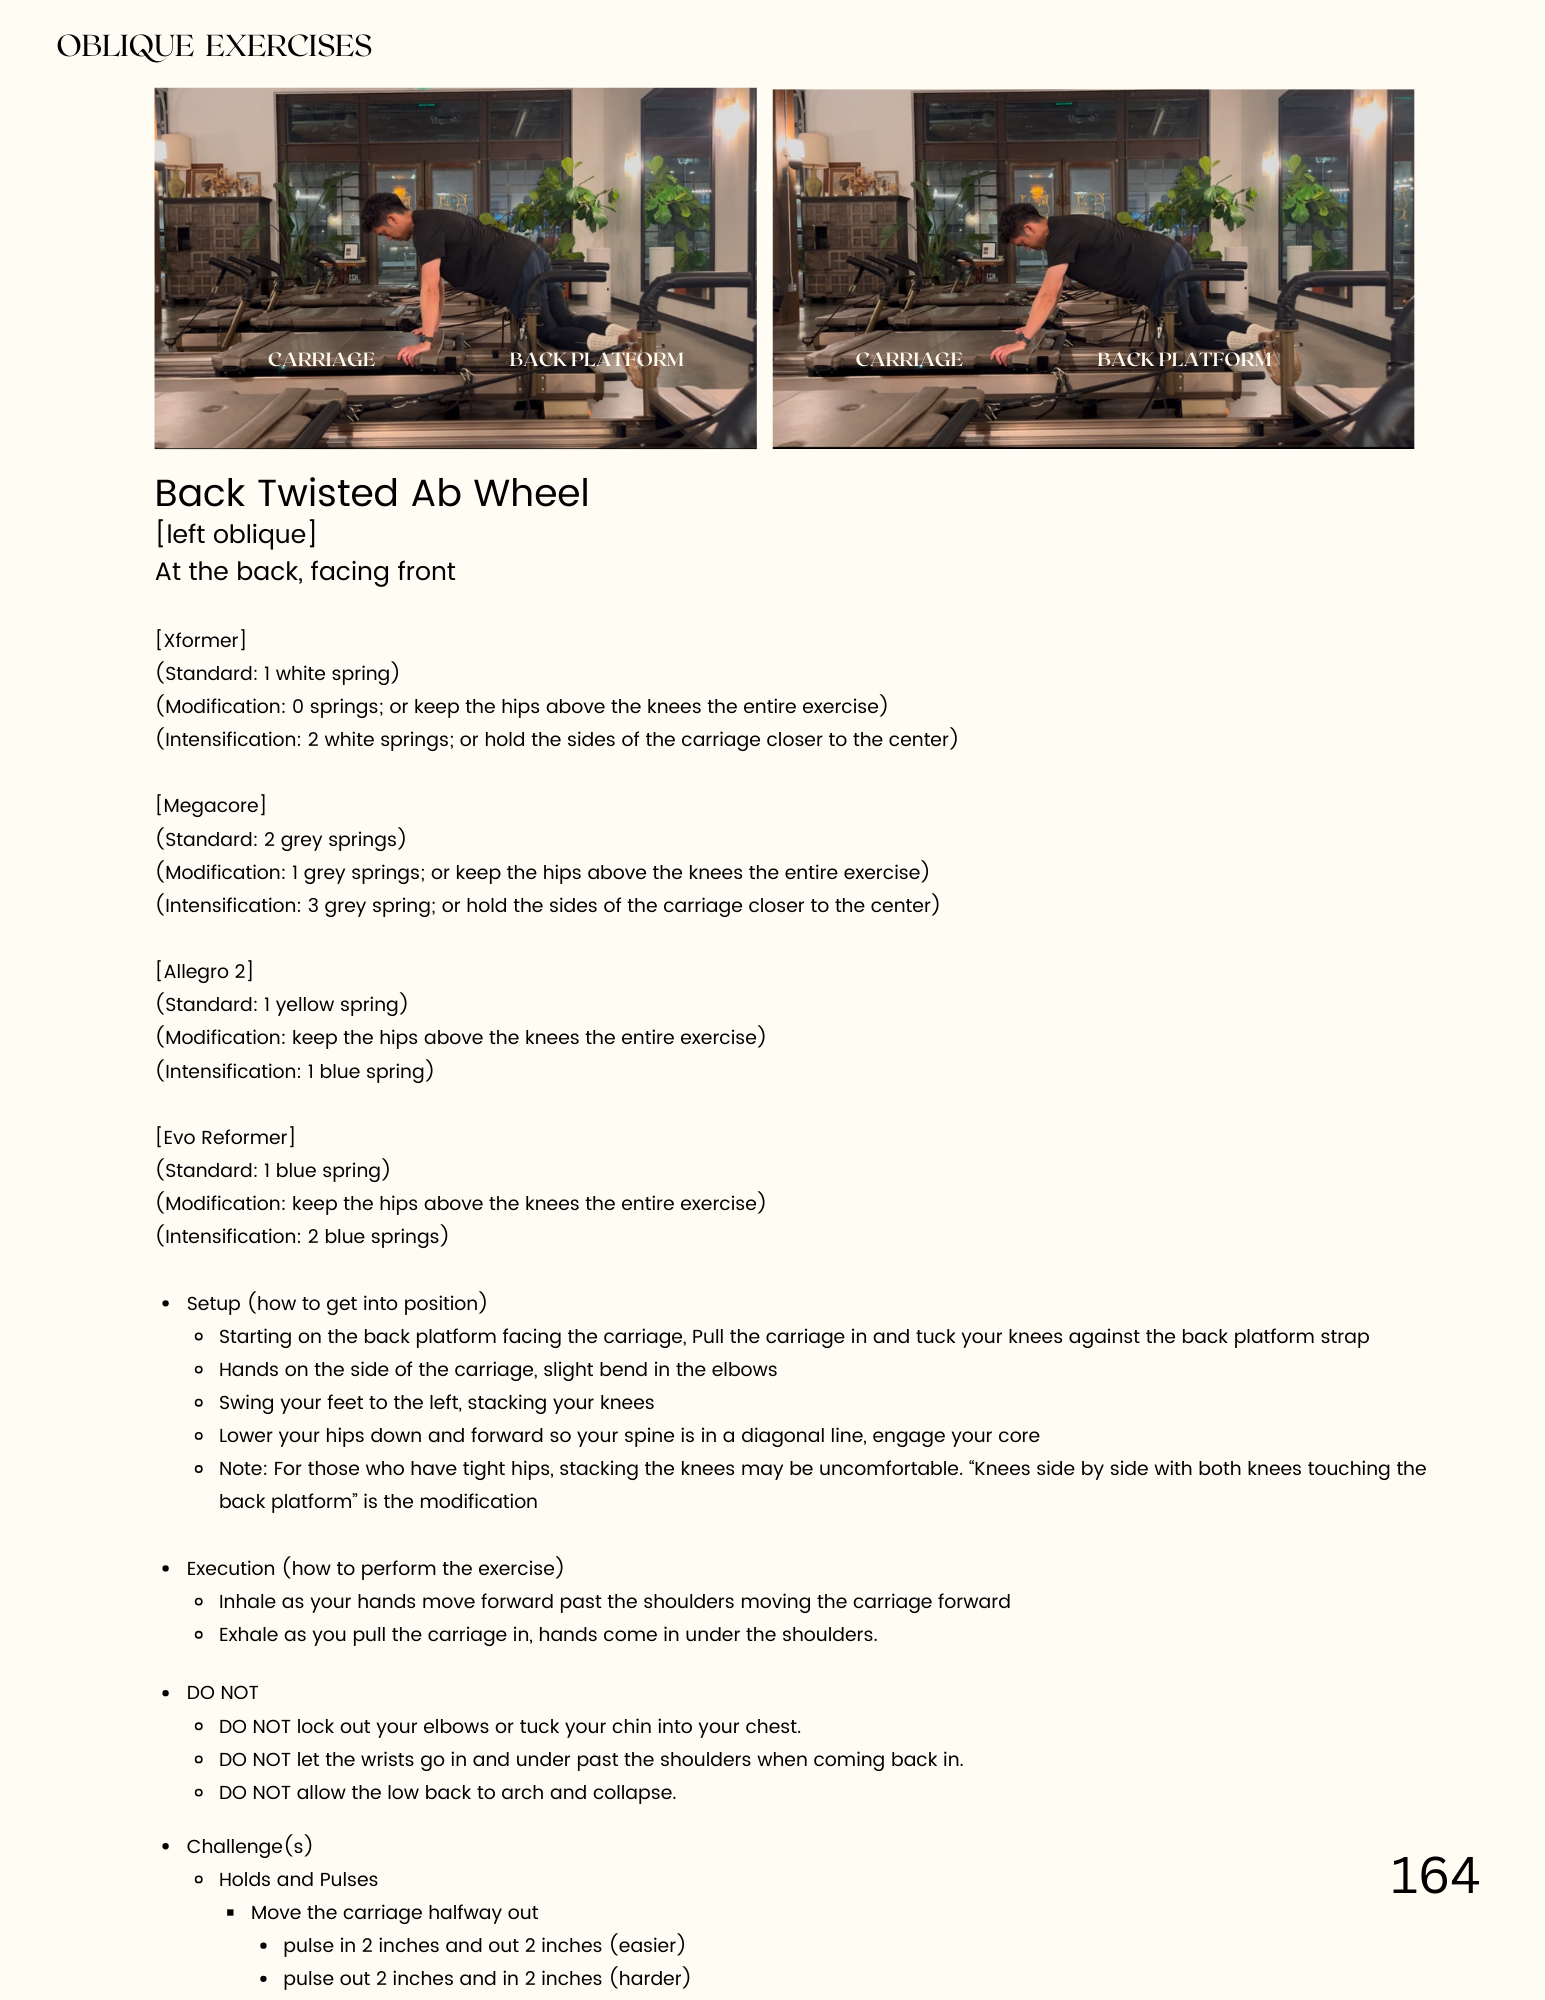 OBLIQUE EXERCISES
CARRIAGE
BACK PLATFORM
CARRIAGE
BACK PLATFORM
Back Twisted Ab Wheel
[left oblique]
At the back, facing front
[Xformer]
(Standard: 1 white spring)
(Modification: 0 springs; or keep the hips above the knees the entire exercise)
(Intensification: 2 white springs; or hold the sides of the carriage closer to the center)
[Megacore]
(Standard: 2 grey springs)
(Modification: 1 grey springs; or keep the hips above the knees the entire exercise)
(Intensification: 3 grey spring; or hold the sides of the carriage closer to the center)
[Allegro 2]
(Standard: 1 yellow spring)
(Modification: keep the hips above the knees the entire exercise)
(Intensification: 1 blue spring)
[Evo Reformer]
(Standard: 1 blue spring)
(Modification: keep the hips above the knees the entire exercise)
(Intensification: 2 blue springs)
• Setup (how to get into position)
◦ Starting on the back platform facing the carriage, Pull the carriage in and tuck your knees against the back platform strap
◦ Hands on the side of the carriage, slight bend in the elbows
◦ Swing your feet to the left, stacking your knees
◦ Lower your hips down and forward so your spine is in a diagonal line, engage your core
◦ Note: For those who have tight hips, stacking the knees may be uncomfortable. “Knees side by side with both knees touching the
back platform” is the modification
• Execution (how to perform the exercise)
◦ Inhale as your hands move forward past the shoulders moving the carriage forward
◦ Exhale as you pull the carriage in, hands come in under the shoulders.
• DO NOT
◦ DO NOT lock out your elbows or tuck your chin into your chest.
◦ DO NOT let the wrists go in and under past the shoulders when coming back in.
◦ DO NOT allow the low back to arch and collapse.
• Challenge(s)
◦ Holds and Pulses
▪ Move the carriage halfway out
• pulse in 2 inches and out 2 inches (easier)
• pulse out 2 inches and in 2 inches (harder)
164